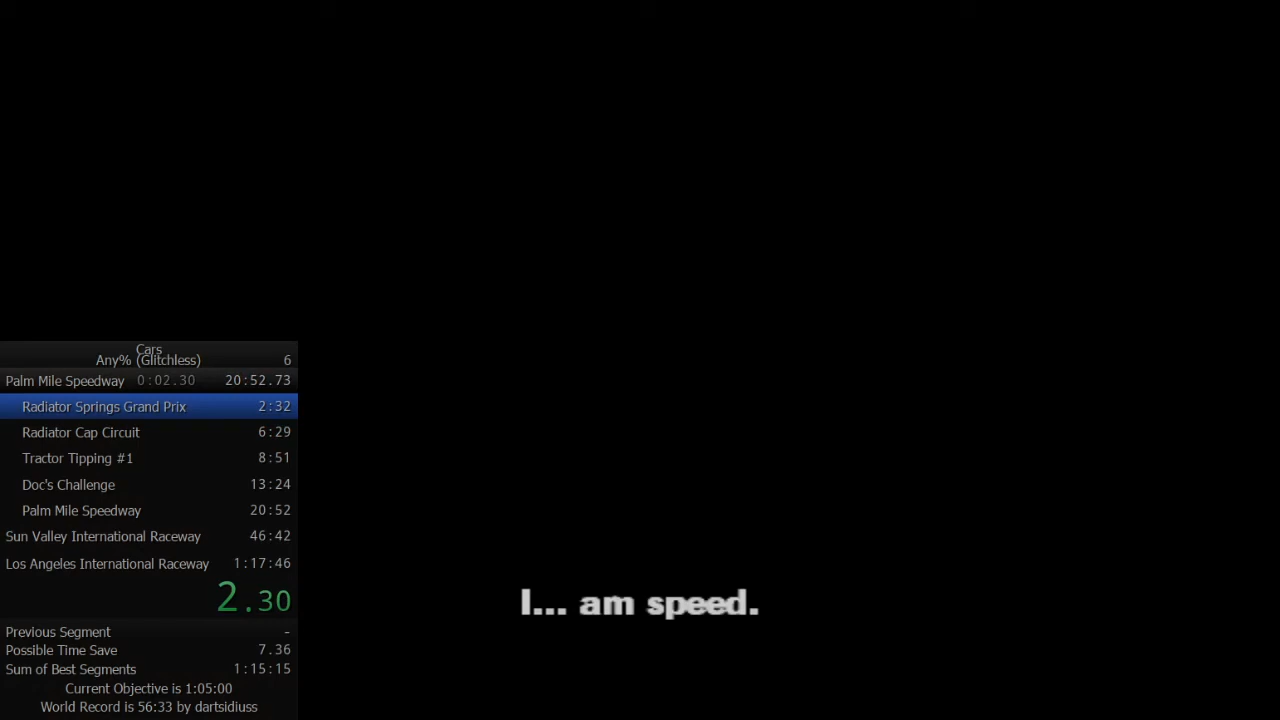 Cars
Any% (Glitchless) 6
Palm Mile Speedway 0:02.30 20:52.73
Radiator Springs Grand Prix 2:32
Radiator Cap Circuit 6:29
Tractor Tipping #1 8:51
Doc's Challenge 13:24
Palm Mile Speedway 20:52
Sun Valley International Raceway 46:42
Los Angeles International Raceway 1:17:46
2.30
I... am speed.
Previous Segment -
Possible Time Save 7.36
Sum of Best Segments 1:15:15
Current Objective is 1:05:00
World Record is 56:33 by dartsidiuss